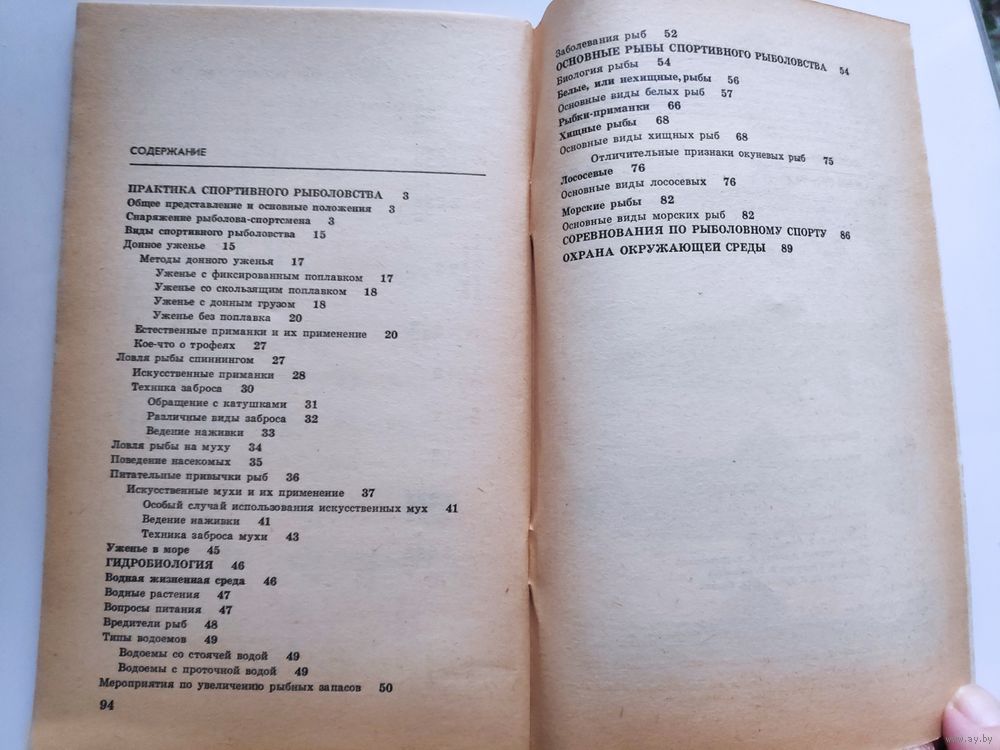 СОДЕРЖАНИЕ
ПРАКТИКА СПОРТИВНОГО РЫБОЛОВСТВА 3
Общее представление и основные положения 3
Снаряжение рыболова-спортсмена 3
Виды спортивного рыболовства 15
Донное уженье 15
Методы донного уженья 17
Уженье с фиксированным поплавком 17
Уженье со скользящим поплавком 18
Уженье с донным грузом 18
Уженье без поплавка 20
Естественные приманки и их применение 20
Кое-что о трофеях 27
Ловля рыбы спиннингом 27
Искусственные приманки 28
Техника заброса 30
Обращение с катушками 31
Различные виды заброса 32
Ведение наживки 33
Ловля рыбы на муху 34
Поведение насекомых 35
Питательные привычки рыб 36
Искусственные мухи и их применение 37
Особый случай использования искусственных мух 41
Ведение наживки 41
Техника заброса мухи 43
Уженье в море 45
ГИДРОБИОЛОГИЯ 46
Водная жизненная среда 46
Водные растения 47
Вопросы питания 47
Вредители рыб 48
Типы водоемов 49
Водоемы со стоячей водой 49
Водоемы с проточной водой 49
Мероприятия по увеличению рыбных запасов 50
94
Заболевания рыб 52
ОСНОВНЫЕ РЫБЫ СПОРТИВНОГО РЫБОЛОВСТВА 54
Биология рыбы 54
Белые, или нехищные, рыбы 56
Основные виды белых рыб 57
Рыбки-приманки 66
Хищные рыбы 68
Основные виды хищных рыб 68
Отличительные признаки окуневых рыб 75
Лососевые 76
Основные виды лососевых 76
Морские рыбы 82
Основные виды морских рыб 82
СОРЕВНОВАНИЯ ПО РЫБОЛОВНОМУ СПОРТУ 86
ОХРАНА ОКРУЖАЮЩЕЙ СРЕДЫ 89
www.ay.by